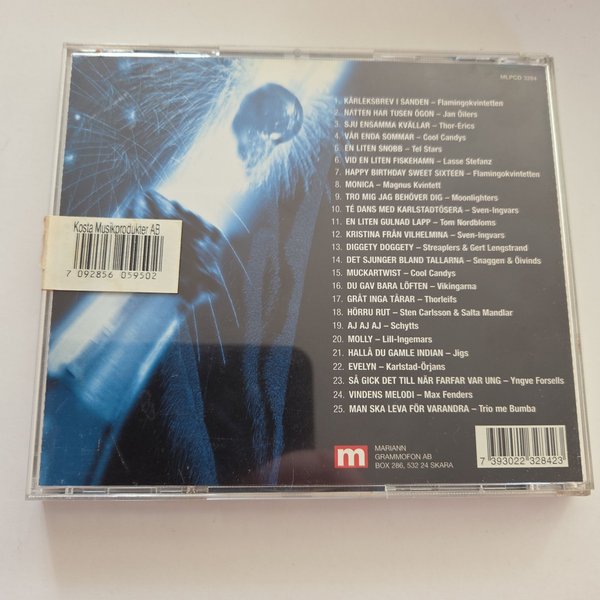 MLPCD 3284
1. KÄRLEKSBREV I SANDEN – Flamingokvintetten
2. NATTEN HAR TUSEN ÖGON – Jan Öilers
3. SJU ENSAMMA KVÄLLAR – Thor-Erics
4. VÅR ENDA SOMMAR – Cool Candys
5. EN LITEN SNOBB – Tel Stars
6. VID EN LITEN FISKEHAMN – Lasse Stefanz
7. HAPPY BIRTHDAY SWEET SIXTEEN – Flamingokvintetten
8. MONICA – Magnus Kvintett
9. TRO MIG JAG BEHÖVER DIG – Moonlighters
10. TÉ DANS MED KARLSTADTÖSERA – Sven-Ingvars
11. EN LITEN GULNAD LAPP – Tom Nordbloms
12. KRISTINA FRÅN VILHELMINA – Sven-Ingvars
13. DIGGETY DOGGETY – Streaplers & Gert Lengstrand
14. DET SJUNGER BLAND TALLARNA – Snaggen & Öivinds
15. MUCKARTWIST – Cool Candys
16. DU GAV BARA LÖFTEN – Vikingarna
17. GRÅT INGA TÅRAR – Thorleifs
18. HÖRRU RUT – Sten Carlsson & Salta Mandlar
19. AJ AJ AJ – Schytts
20. MOLLY – Lill-Ingemars
21. HALLÅ DU GAMLE INDIAN – Jigs
22. EVELYN – Karlstad-Örjans
23. SÅ GICK DET TILL NÄR FARFAR VAR UNG – Yngve Forsells
24. VINDENS MELODI – Max Fenders
25. MAN SKA LEVA FÖR VARANDRA – Trio me Bumba
Kosta Musikprodukter AB
7 092856 059502
m
MARIANN
GRAMMOFON AB
BOX 286, 532 24 SKARA
7 393022 328423